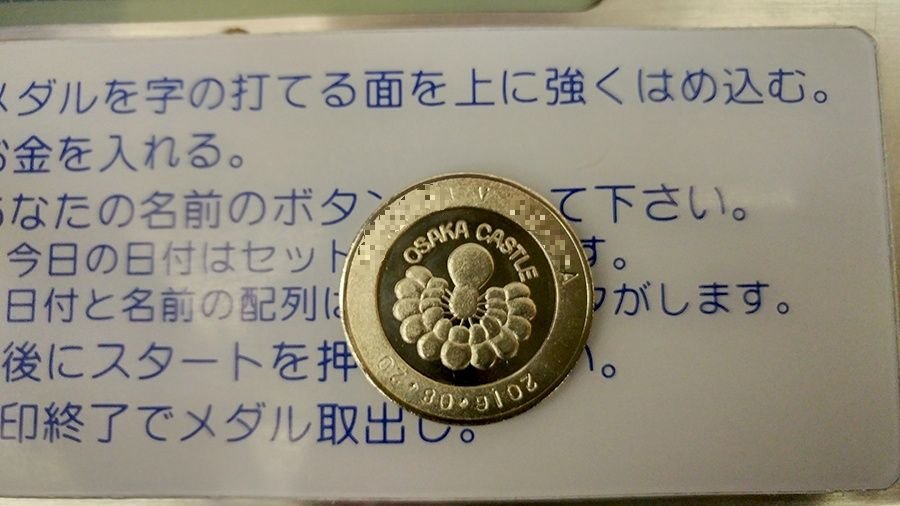 メダルを字の打てる面を上に強くはめ込む。
お金を入れる。
あなたの名前のボタン て下さい。
今日の日付はセット す。
日付と名前の配列は がします。
後にスタートを押 い。
印終了でメダル取出し。
OSAKA CASTLE
2016・08・20